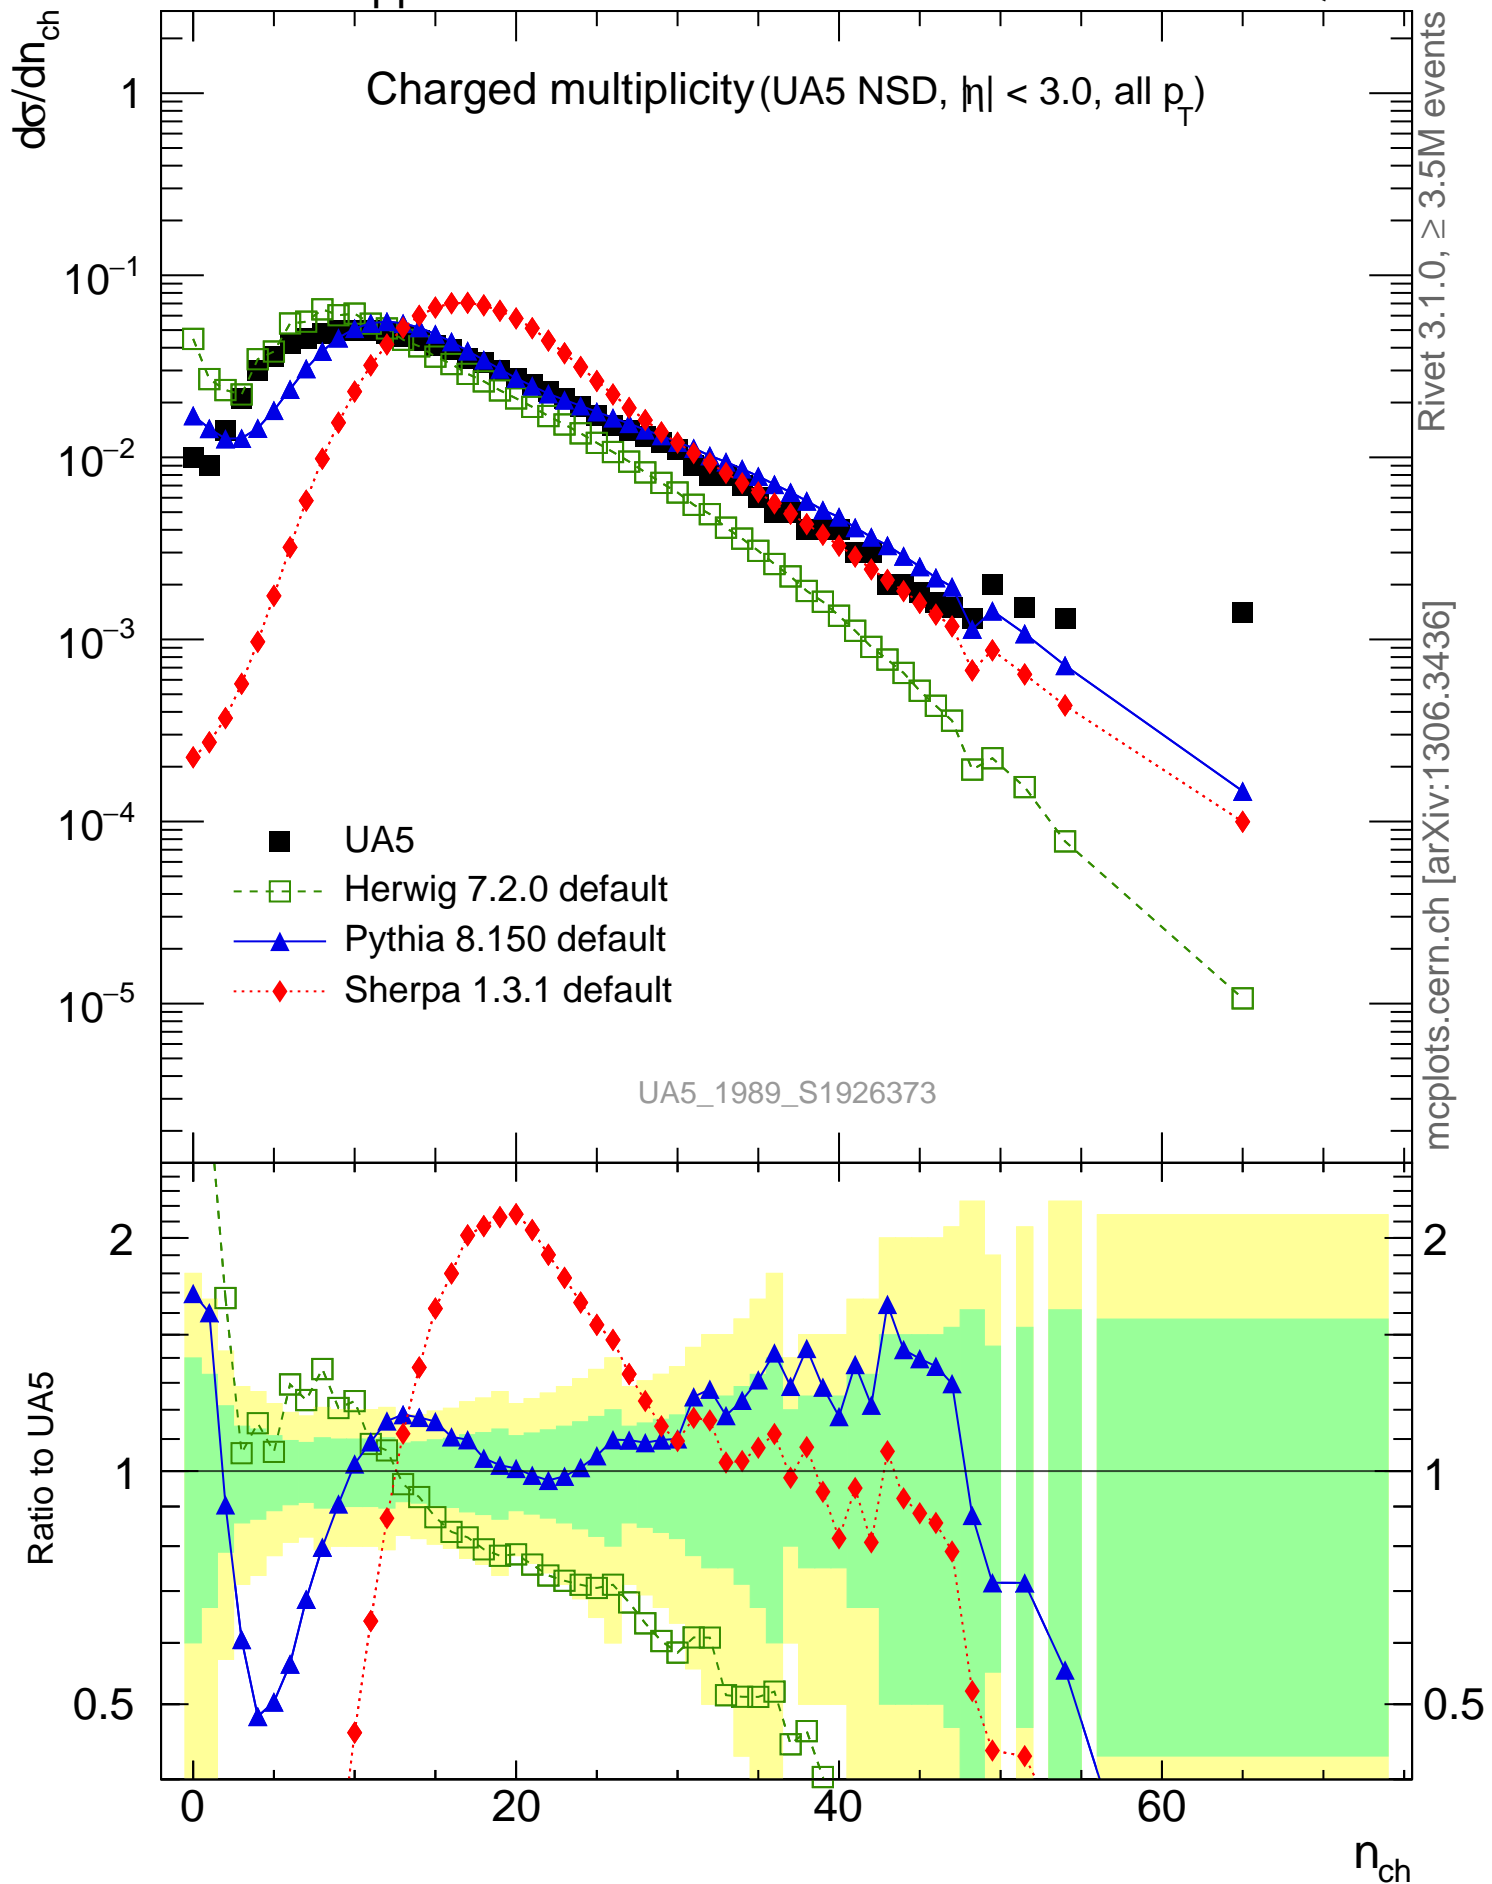 dσ/dn_ch
Charged multiplicity (UA5 NSD, |η| < 3.0, all p_T)
1
10⁻¹
10⁻²
10⁻³
10⁻⁴
10⁻⁵
UA5
Herwig 7.2.0 default
Pythia 8.150 default
Sherpa 1.3.1 default
UA5_1989_S1926373
Rivet 3.1.0, ≥ 3.5M events
mcplots.cern.ch [arXiv:1306.3436]
Ratio to UA5
2
1
0.5
2
1
0.5
0 20 40 60
n_ch